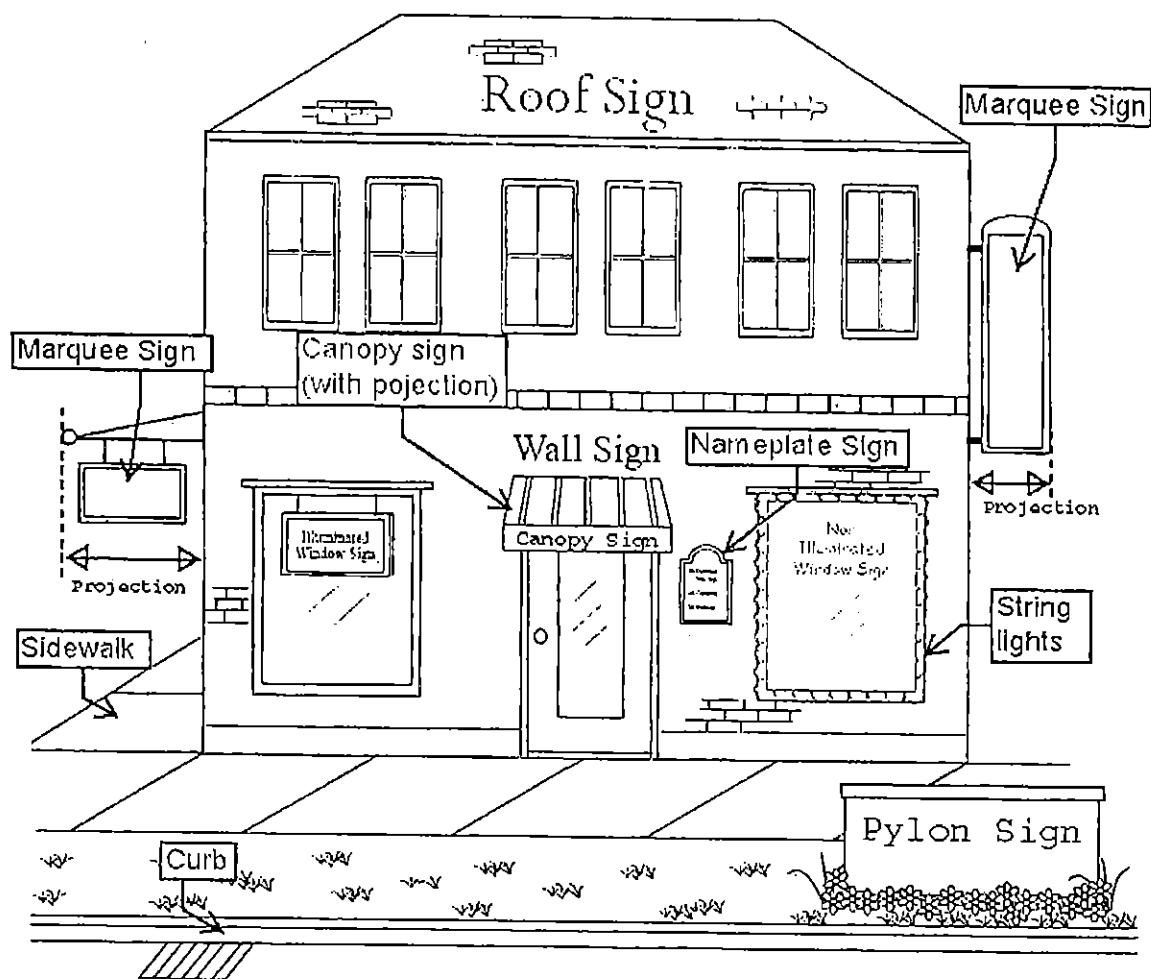 Roof Sign
Marquee Sign
Marquee Sign
Canopy sign
(with pojection)
Wall Sign
Nameplate Sign
Projection
Illuminated
Window Sign
Canopy Sign
Non
Illuminated
Window Sign
Projection
String
lights
Sidewalk
Pylon Sign
Curb